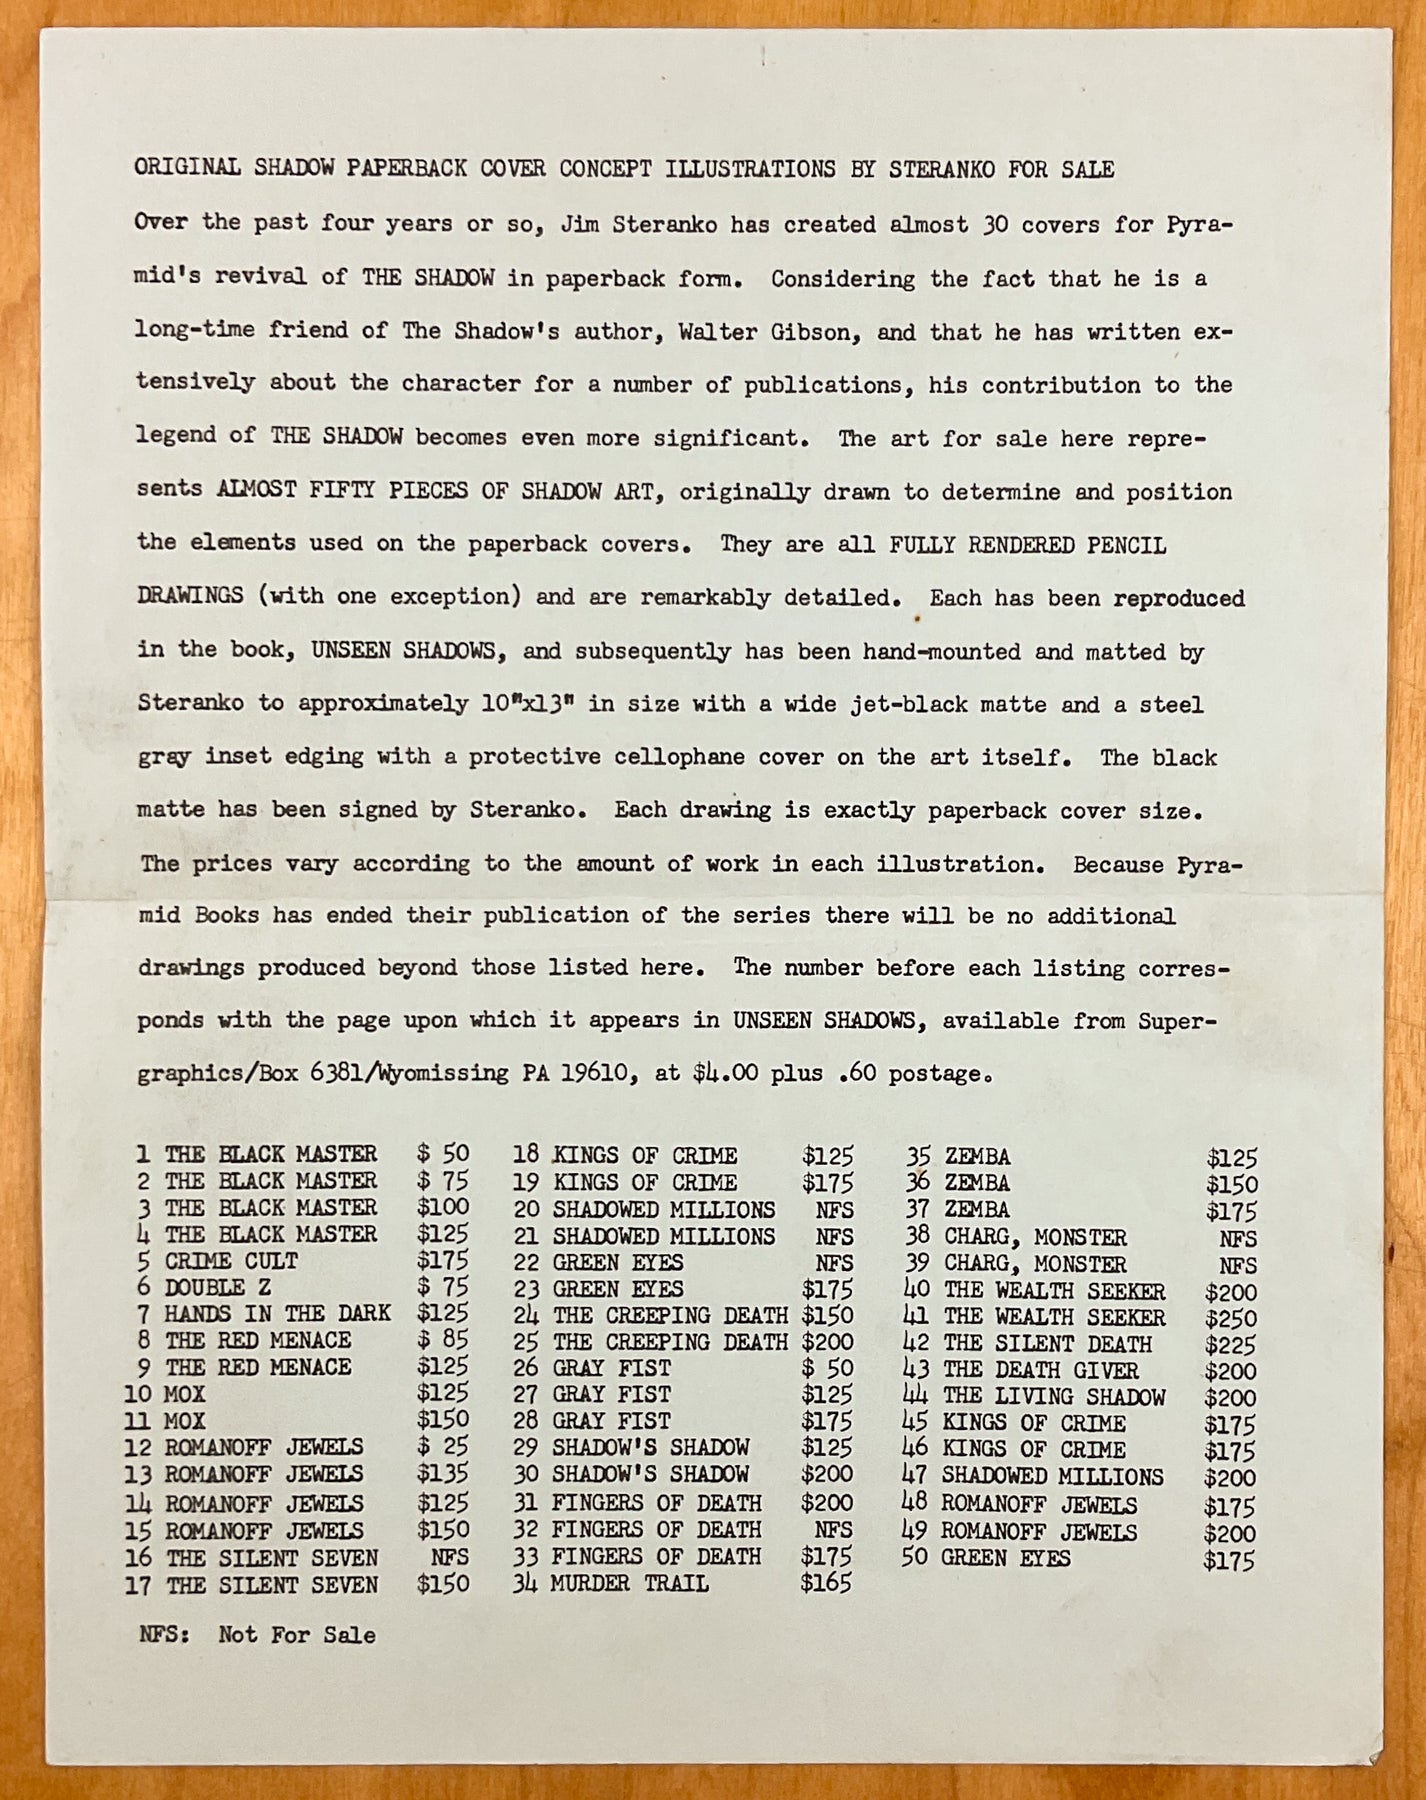 ORIGINAL SHADOW PAPERBACK COVER CONCEPT ILLUSTRATIONS BY STERANKO FOR SALE
Over the past four years or so, Jim Steranko has created almost 30 covers for Pyra-
mid's revival of THE SHADOW in paperback form. Considering the fact that he is a
long-time friend of The Shadow's author, Walter Gibson, and that he has written ex-
tensively about the character for a number of publications, his contribution to the
legend of THE SHADOW becomes even more significant. The art for sale here repre-
sents ALMOST FIFTY PIECES OF SHADOW ART, originally drawn to determine and position
the elements used on the paperback covers. They are all FULLY RENDERED PENCIL
DRAWINGS (with one exception) and are remarkably detailed. Each has been reproduced
in the book, UNSEEN SHADOWS, and subsequently has been hand-mounted and matted by
Steranko to approximately 10"x13" in size with a wide jet-black matte and a steel
gray inset edging with a protective cellophane cover on the art itself. The black
matte has been signed by Steranko. Each drawing is exactly paperback cover size.
The prices vary according to the amount of work in each illustration. Because Pyra-
mid Books has ended their publication of the series there will be no additional
drawings produced beyond those listed here. The number before each listing corres-
ponds with the page upon which it appears in UNSEEN SHADOWS, available from Super-
graphics/Box 6381/Wyomissing PA 19610, at $4.00 plus .60 postage.
1 THE BLACK MASTER $ 50
2 THE BLACK MASTER $ 75
3 THE BLACK MASTER $100
4 THE BLACK MASTER $125
5 CRIME CULT $175
6 DOUBLE Z $ 75
7 HANDS IN THE DARK $125
8 THE RED MENACE $ 85
9 THE RED MENACE $125
10 MOX $125
11 MOX $150
12 ROMANOFF JEWELS $ 25
13 ROMANOFF JEWELS $135
14 ROMANOFF JEWELS $125
15 ROMANOFF JEWELS $150
16 THE SILENT SEVEN NFS
17 THE SILENT SEVEN $150
18 KINGS OF CRIME $125
19 KINGS OF CRIME $175
20 SHADOWED MILLIONS NFS
21 SHADOWED MILLIONS NFS
22 GREEN EYES NFS
23 GREEN EYES $175
24 THE CREEPING DEATH $150
25 THE CREEPING DEATH $200
26 GRAY FIST $ 50
27 GRAY FIST $125
28 GRAY FIST $175
29 SHADOW'S SHADOW $125
30 SHADOW'S SHADOW $200
31 FINGERS OF DEATH $200
32 FINGERS OF DEATH NFS
33 FINGERS OF DEATH $175
34 MURDER TRAIL $165
35 ZEMBA $125
36 ZEMBA $150
37 ZEMBA $175
38 CHARG, MONSTER NFS
39 CHARG, MONSTER NFS
40 THE WEALTH SEEKER $200
41 THE WEALTH SEEKER $250
42 THE SILENT DEATH $225
43 THE DEATH GIVER $200
44 THE LIVING SHADOW $200
45 KINGS OF CRIME $175
46 KINGS OF CRIME $175
47 SHADOWED MILLIONS $200
48 ROMANOFF JEWELS $175
49 ROMANOFF JEWELS $200
50 GREEN EYES $175
NFS: Not For Sale